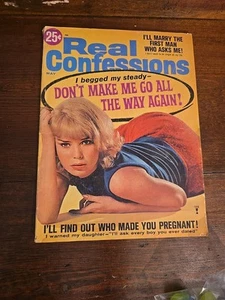 25¢
I'LL MARRY THE
FIRST MAN
WHO ASKS ME!
Real
Confessions
MAY
I begged my steady—
DON'T MAKE ME GO ALL
THE WAY AGAIN!
I'LL FIND OUT WHO MADE YOU PREGNANT!
I warned my daughter—"I'll ask every boy you ever dated"